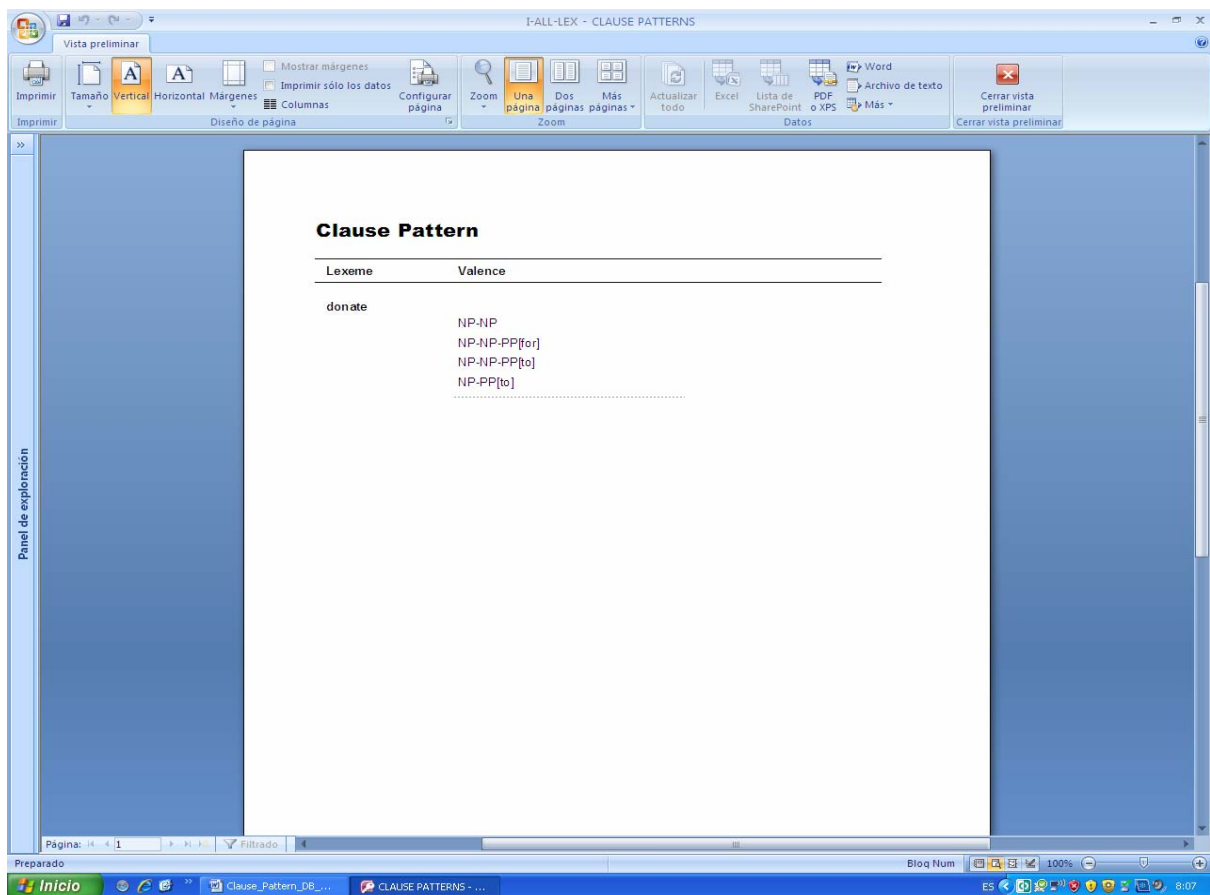 I-ALL-LEX - CLAUSE PATTERNS
Vista preliminar
Imprimir
Tamaño
Vertical
Horizontal
Márgenes
Mostrar márgenes
Imprimir sólo los datos
Columnas
Configurar página
Zoom
Una página
Dos páginas
Más páginas
Actualizar todo
Excel
Lista de SharePoint
PDF o XPS
Word
Archivo de texto
Más
Cerrar vista preliminar
Imprimir
Diseño de página
Zoom
Datos
Cerrar vista preliminar
Panel de exploración
Clause Pattern
Lexeme Valence
donate
NP-NP
NP-NP-PP[for]
NP-NP-PP[to]
NP-PP[to]
Página: 1 Filtrado
Preparado Bloq Num 100%
Inicio Clause_Pattern_DB_... CLAUSE PATTERNS - ... ES 8:07